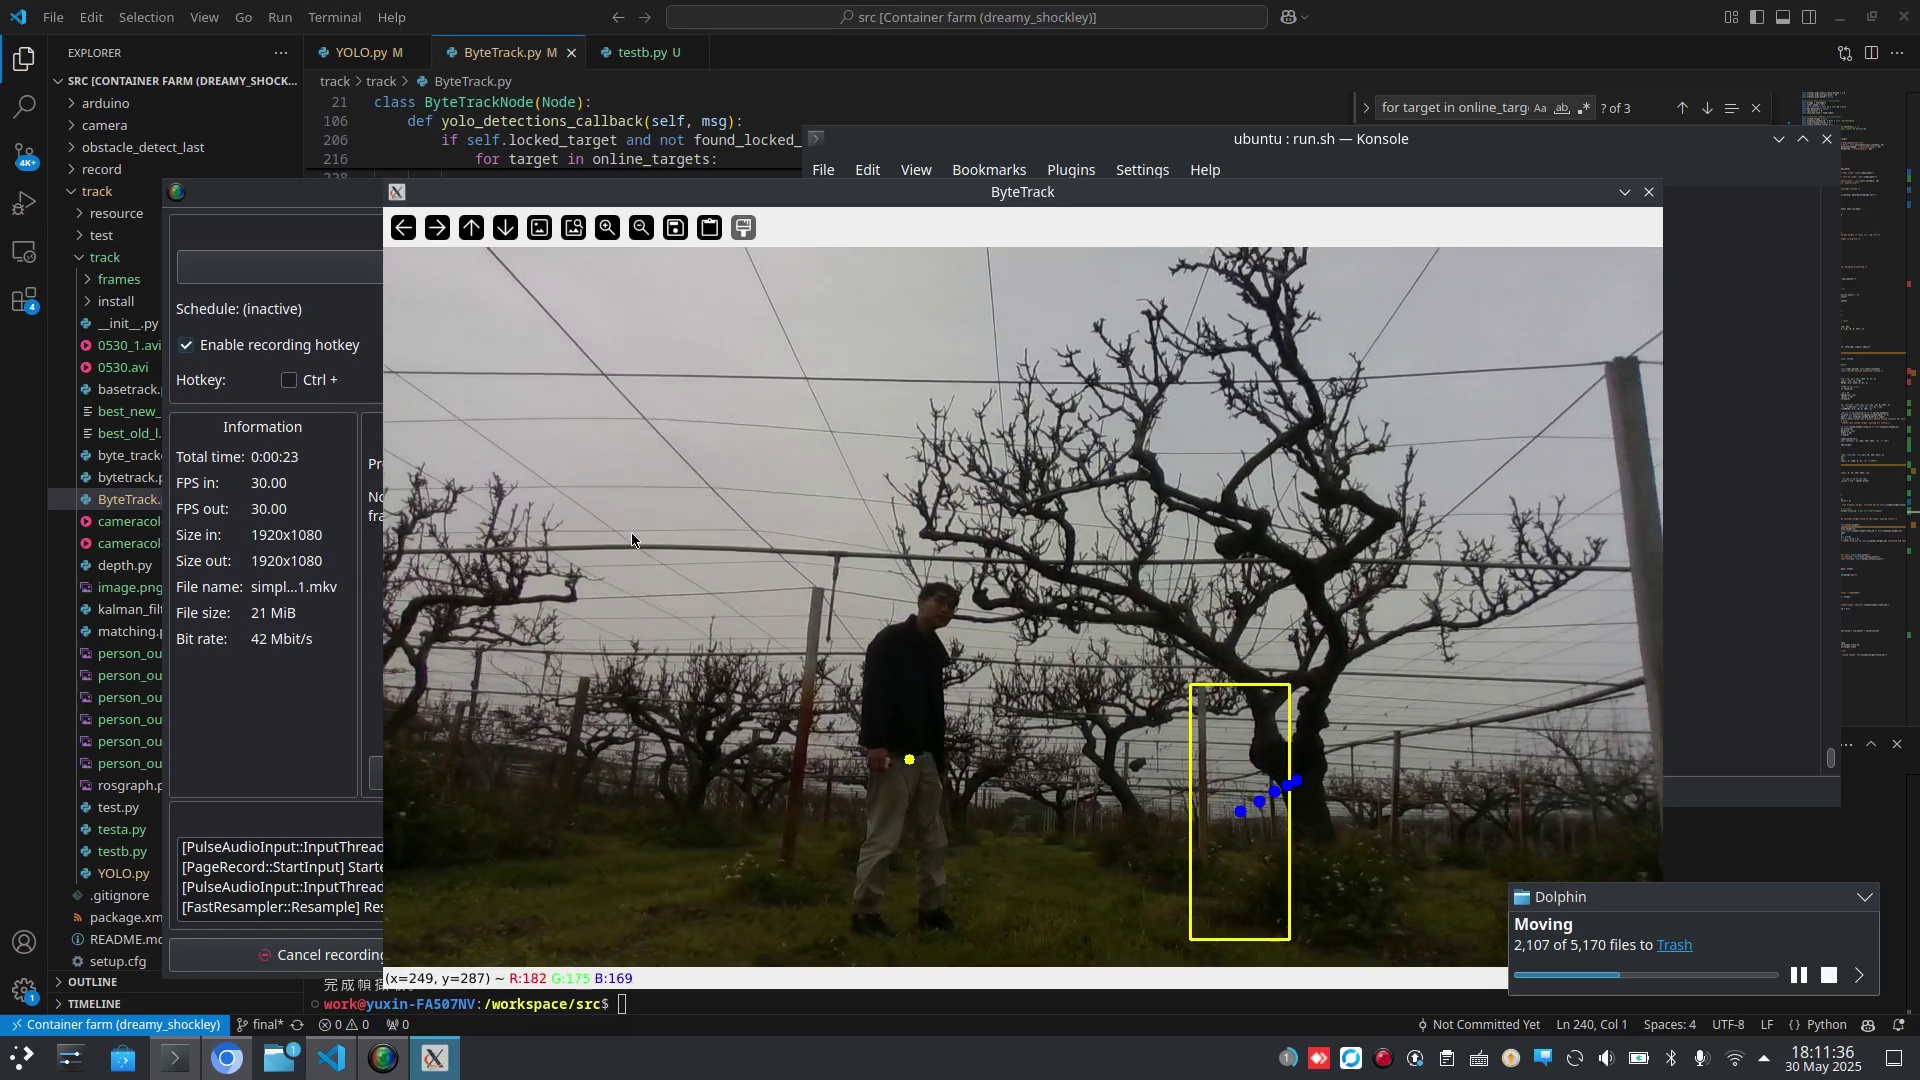 File Edit Selection View Go Run Terminal Help
src [Container farm (dreamy_shockley)]
EXPLORER
YOLO.py M
ByteTrack.py M
testb.py U
SRC [CONTAINER FARM (DREAMY_SHOCK...
track > track > ByteTrack.py
arduino
camera
obstacle_detect_last
record
track
resource
test
track
frames
install
__init__.py
0530_1.avi
0530.avi
basetrack.
best_new_
best_old_l.
byte_track
bytetrack.p
ByteTrack.
cameracol
cameracol
depth.py
image.png
kalman_filt
matching.p
person_ou
person_ou
person_ou
person_ou
person_ou
person_ou
rosgraph.p
test.py
testa.py
testb.py
YOLO.py
.gitignore
package.xm
README.md
setup.cfg
OUTLINE
TIMELINE
4K+
4
1
21 class ByteTrackNode(Node):
106 def yolo_detections_callback(self, msg):
206 if self.locked_target and not found_locked_
216 for target in online_targets:
for target in online_targ
Aa ab
? of 3
ubuntu : run.sh — Konsole
File Edit View Bookmarks Plugins Settings Help
Schedule: (inactive)
Enable recording hotkey
Hotkey: Ctrl +
Information
Total time: 0:00:23
FPS in: 30.00
FPS out: 30.00
Size in: 1920x1080
Size out: 1920x1080
File name: simpl...1.mkv
File size: 21 MiB
Bit rate: 42 Mbit/s
Pr
No
fra
[PulseAudioInput::InputThread
[PageRecord::StartInput] Starte
[PulseAudioInput::InputThread
[FastResampler::Resample] Res
Cancel recording
ByteTrack
(x=249, y=287) ~ R:182 G:175 B:169
work@yuxin-FA507NV:/workspace/src$
Dolphin
Moving
2,107 of 5,170 files to Trash
Container farm (dreamy_shockley)
final*
0 0
0
Not Committed Yet
Ln 240, Col 1
Spaces: 4
UTF-8
LF
{} Python
1
1
18:11:36
30 May 2025